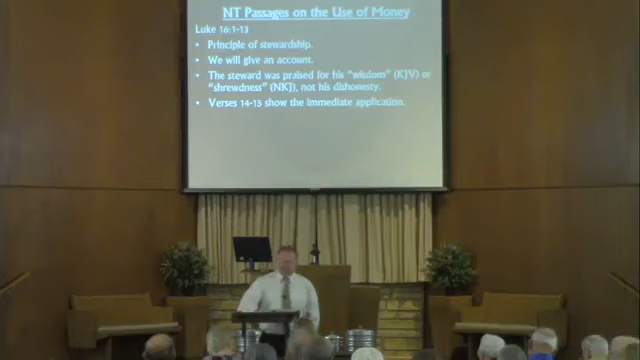 NT Passages on the Use of Money
Luke 16:1-13
• Principle of stewardship.
• We will give an account.
• The steward was praised for his "wisdom" (KJV) or
"shrewdness" (NKJ), not his dishonesty.
• Verses 14-15 show the immediate application.